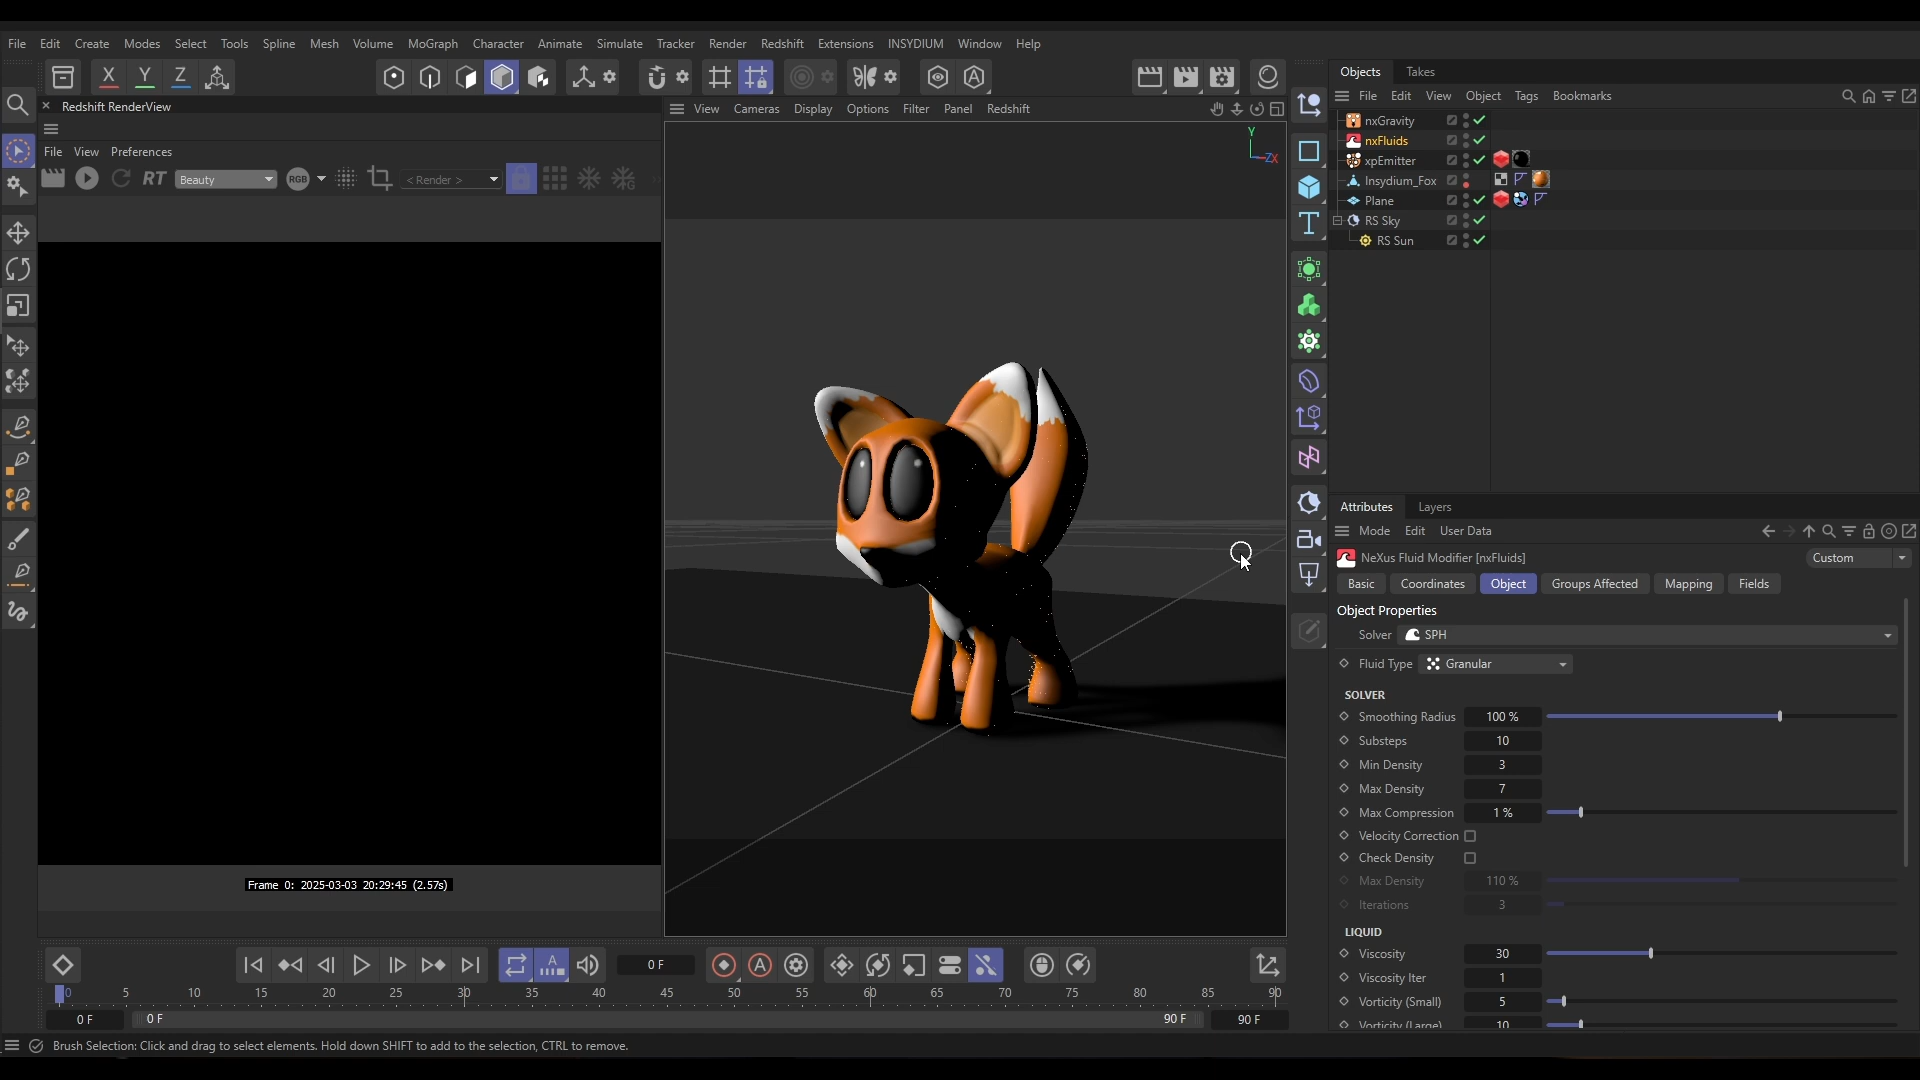 File Edit Create Modes Select Tools Spline Mesh Volume MoGraph Character Animate Simulate Tracker Render Redshift Extensions INSYDIUM Window Help
X Y Z
Redshift RenderView
File View Preferences
RT Beauty RGB < Render >
View Cameras Display Options Filter Panel Redshift
Y
ZX
Frame 0: 2025-03-03 20:29:45 (2.57s)
Objects Takes
File Edit View Object Tags Bookmarks
nxGravity
nxFluids
xpEmitter
Insydium_Fox
Plane
RS Sky
RS Sun
Attributes Layers
Mode Edit User Data
NeXus Fluid Modifier [nxFluids] Custom
Basic Coordinates Object Groups Affected Mapping Fields
Object Properties
Solver SPH
Fluid Type Granular
SOLVER
Smoothing Radius 100 %
Substeps 10
Min Density 3
Max Density 7
Max Compression 1 %
Velocity Correction
Check Density
Max Density 110 %
Iterations 3
LIQUID
Viscosity 30
Viscosity Iter 1
Vorticity (Small) 5
Vorticity (Large) 10
0 F
0 5 10 15 20 25 30 35 40 45 50 55 60 65 70 75 80 85 90
0 F 0 F 90 F 90 F
Brush Selection: Click and drag to select elements. Hold down SHIFT to add to the selection, CTRL to remove.